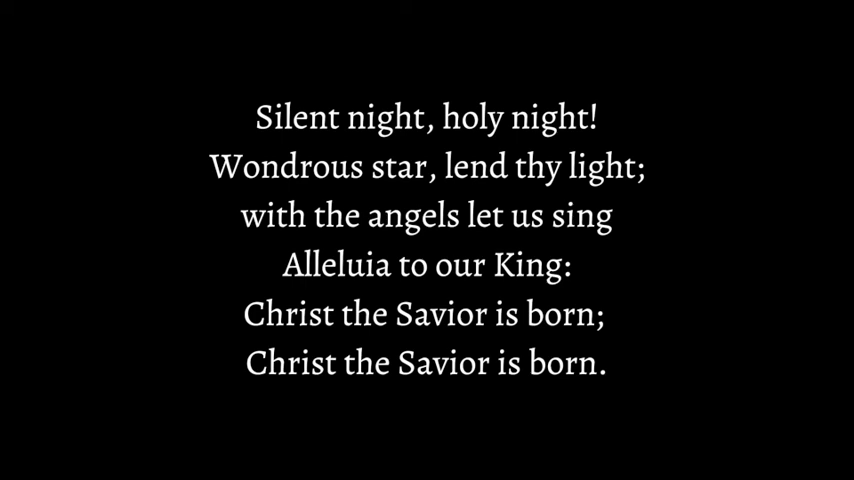 Silent night, holy night!
Wondrous star, lend thy light;
with the angels let us sing
Alleluia to our King:
Christ the Savior is born;
Christ the Savior is born.